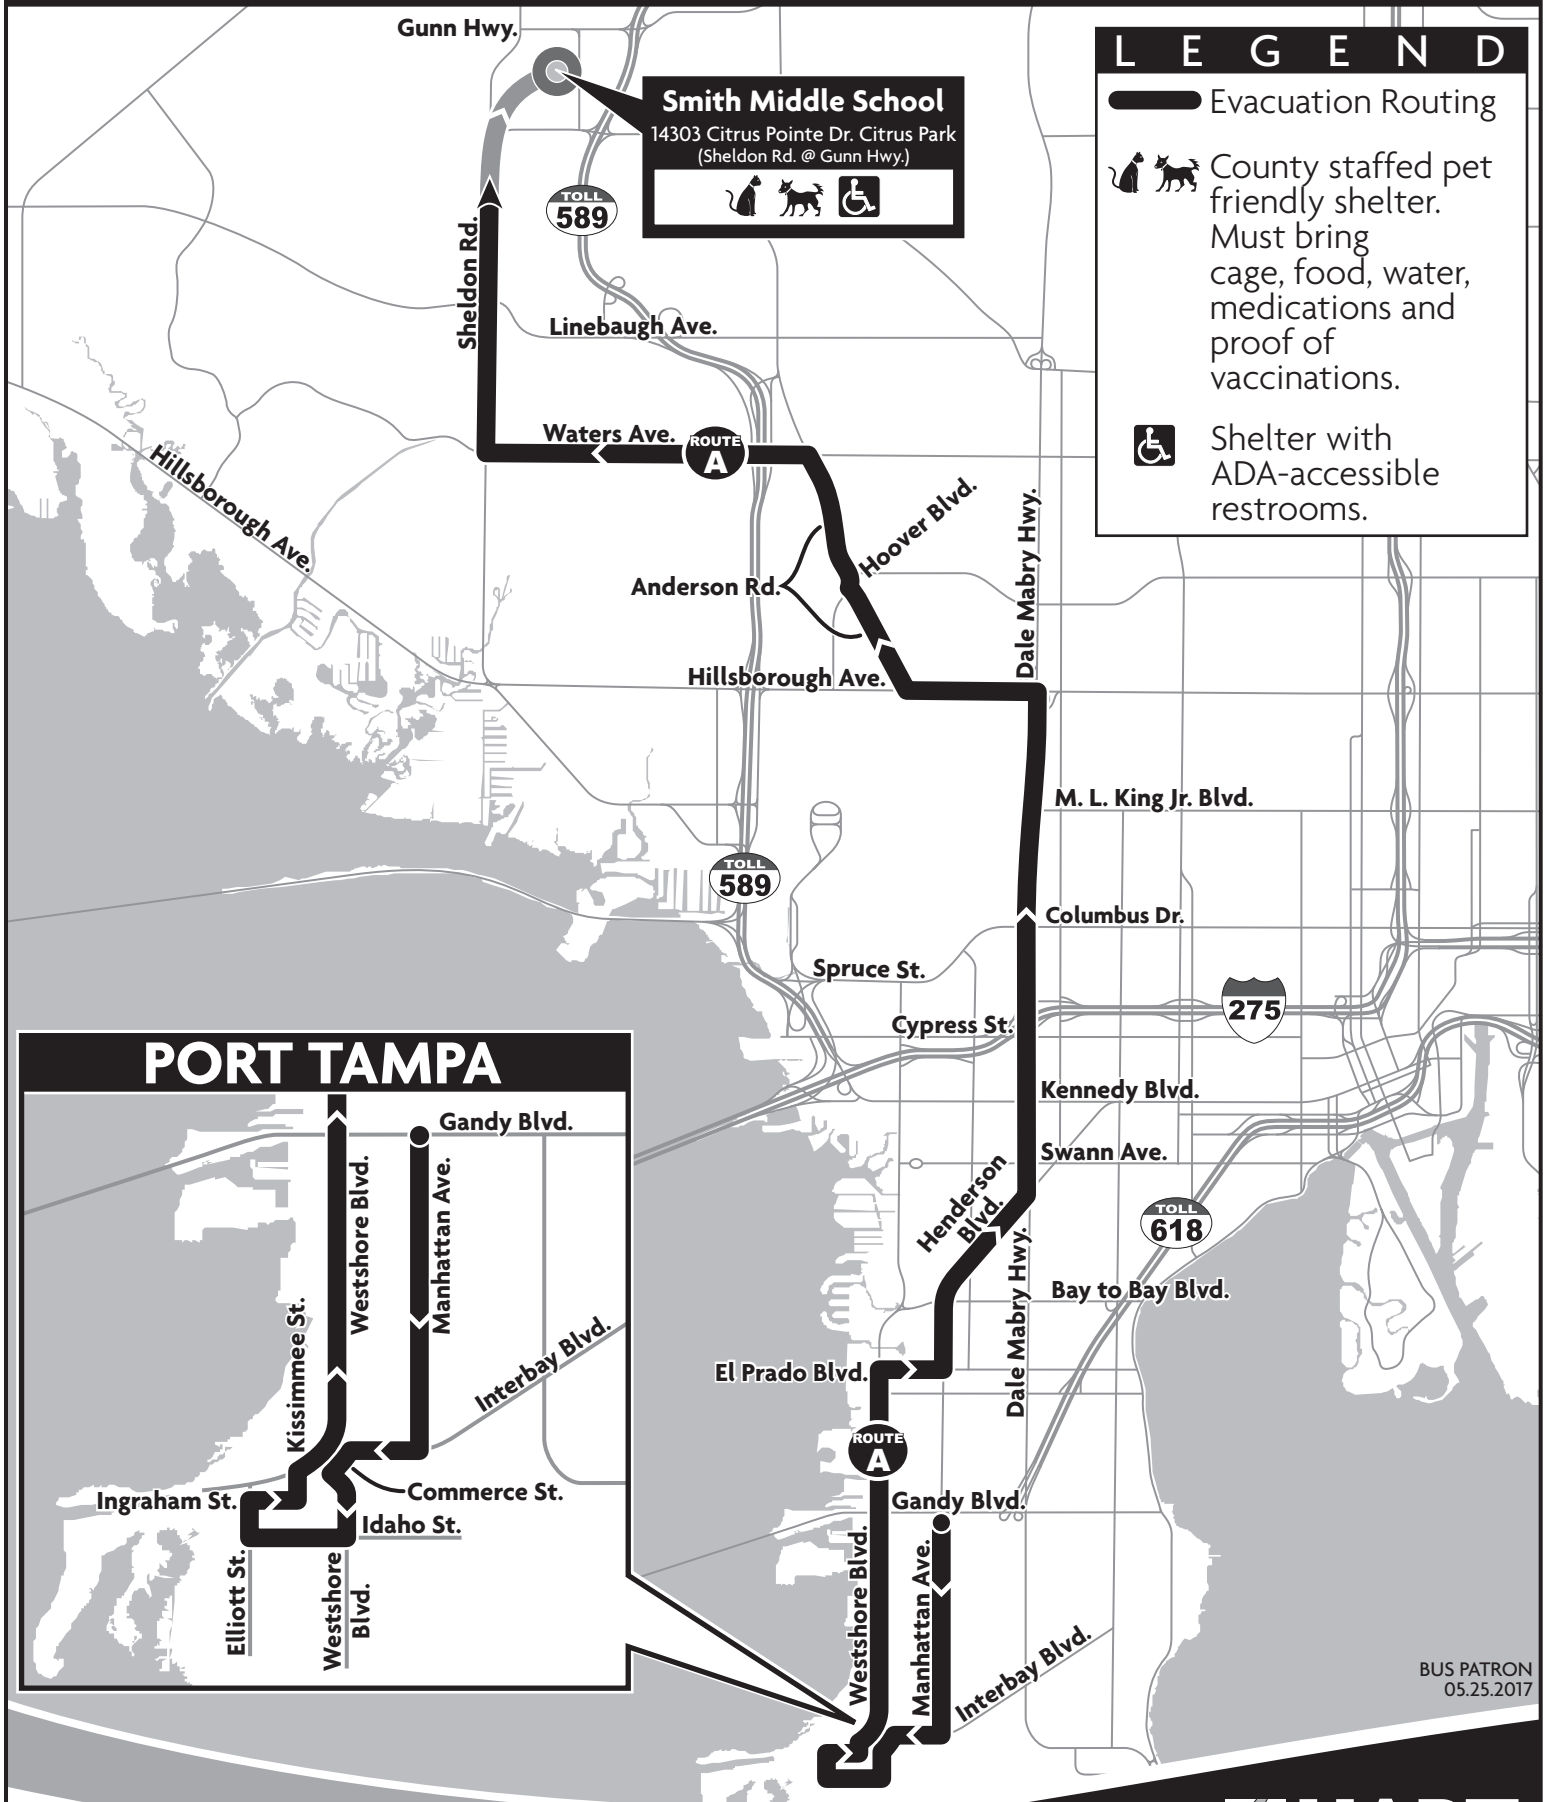 Gunn Hwy.
LEGEND
Evacuation Routing
County staffed pet
friendly shelter.
Must bring
cage, food, water,
medications and
proof of
vaccinations.
Shelter with
ADA-accessible
restrooms.
Smith Middle School
14303 Citrus Pointe Dr. Citrus Park
(Sheldon Rd. @ Gunn Hwy.)
TOLL
589
Sheldon Rd.
Linebaugh Ave.
Waters Ave.
ROUTE
A
Hillsborough Ave.
Hoover Blvd.
Anderson Rd.
Dale Mabry Hwy.
Hillsborough Ave.
M. L. King Jr. Blvd.
TOLL
589
Columbus Dr.
Spruce St.
275
Cypress St.
Kennedy Blvd.
Swann Ave.
Henderson
Blvd.
TOLL
618
Dale Mabry Hwy.
Bay to Bay Blvd.
El Prado Blvd.
ROUTE
A
Gandy Blvd.
Westshore Blvd.
Manhattan Ave.
Interbay Blvd.
PORT TAMPA
Gandy Blvd.
Westshore Blvd.
Manhattan Ave.
Kissimmee St.
Interbay Blvd.
Ingraham St.
Commerce St.
Idaho St.
Elliott St.
Westshore
Blvd.
BUS PATRON
05.25.2017